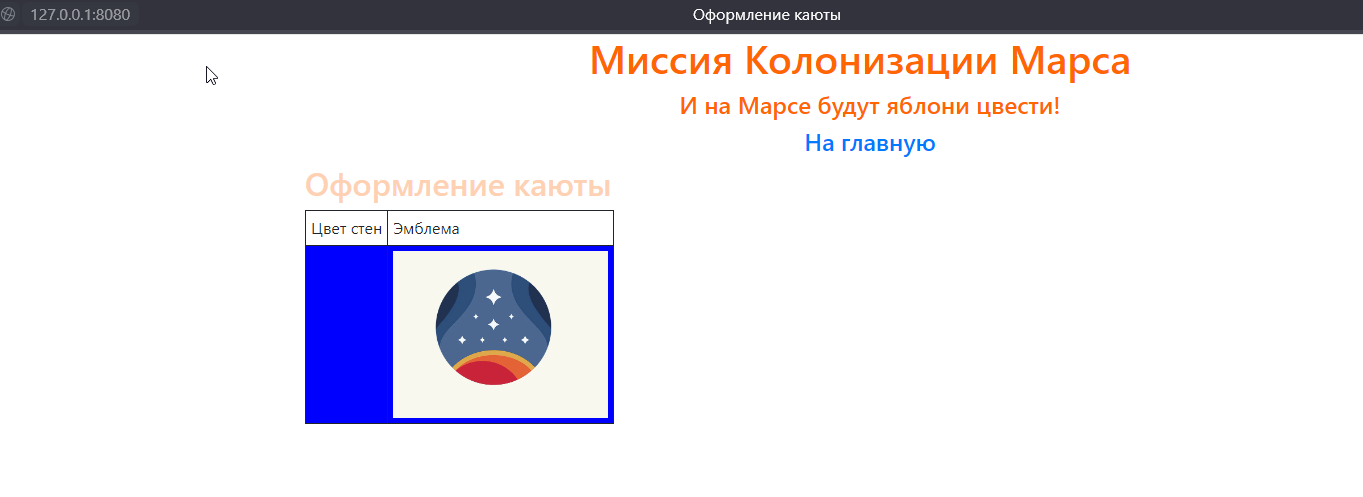 127.0.0.1:8080 Оформление каюты
Миссия Колонизации Марса
И на Марсе будут яблони цвести!
На главную
Оформление каюты
Цвет стен Эмблема